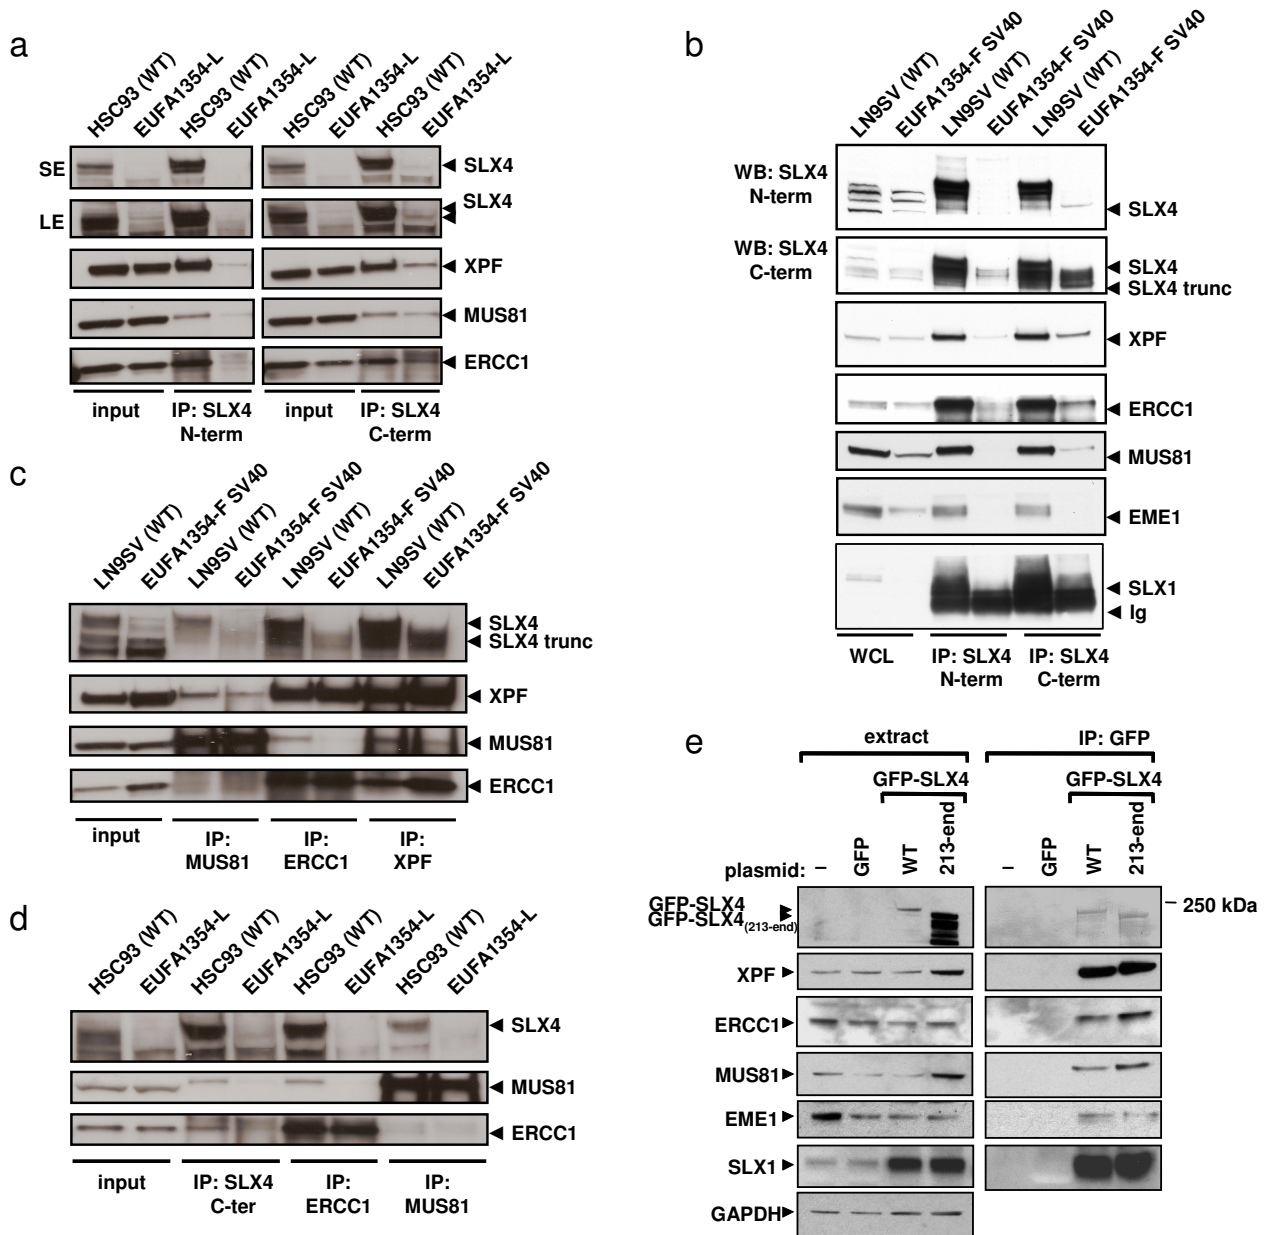 a
HSC93 (WT)
EUFA1354-L
HSC93 (WT)
EUFA1354-L
HSC93 (WT)
EUFA1354-L
HSC93 (WT)
EUFA1354-L
SE
SLX4
LE
SLX4
XPF
MUS81
ERCC1
input
IP: SLX4
N-term
input
IP: SLX4
C-term
b
LN9SV (WT)
EUFA1354-F SV40
LN9SV (WT)
EUFA1354-F SV40
LN9SV (WT)
EUFA1354-F SV40
WB: SLX4
N-term
SLX4
WB: SLX4
C-term
SLX4
SLX4 trunc
XPF
ERCC1
MUS81
EME1
SLX1
Ig
WCL
IP: SLX4
N-term
IP: SLX4
C-term
c
LN9SV (WT)
EUFA1354-F SV40
LN9SV (WT)
EUFA1354-F SV40
LN9SV (WT)
EUFA1354-F SV40
LN9SV (WT)
EUFA1354-F SV40
SLX4
SLX4 trunc
XPF
MUS81
ERCC1
input
IP:
MUS81
IP:
ERCC1
IP:
XPF
d
HSC93 (WT)
EUFA1354-L
HSC93 (WT)
EUFA1354-L
HSC93 (WT)
EUFA1354-L
HSC93 (WT)
EUFA1354-L
SLX4
MUS81
ERCC1
input
IP: SLX4
C-ter
IP:
ERCC1
IP:
MUS81
e
extract
IP: GFP
GFP-SLX4
GFP-SLX4
plasmid: – GFP WT 213-end – GFP WT 213-end
GFP-SLX4
GFP-SLX4(213-end)
250 kDa
XPF
ERCC1
MUS81
EME1
SLX1
GAPDH